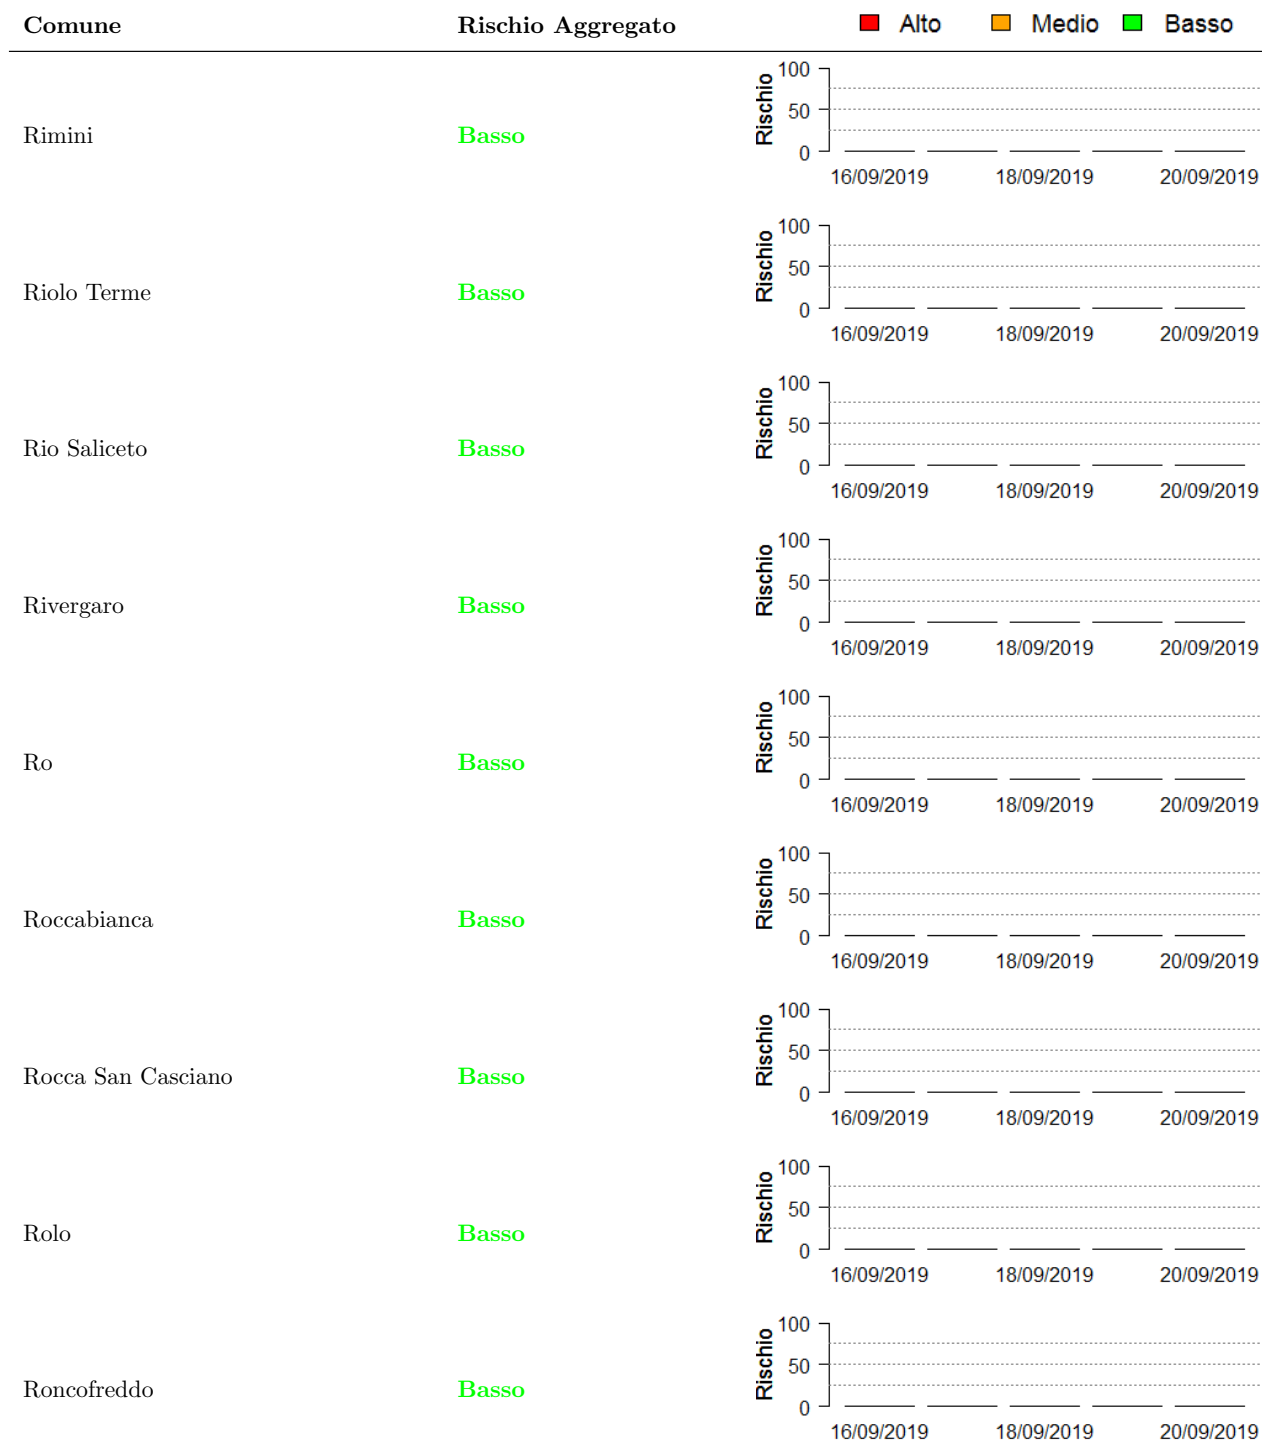 Comune Rischio Aggregato Alto Medio Basso
100
50
0
Rischio
Rimini Basso
16/09/2019 18/09/2019 20/09/2019
100
50
0
Rischio
Riolo Terme Basso
16/09/2019 18/09/2019 20/09/2019
100
50
0
Rischio
Rio Saliceto Basso
16/09/2019 18/09/2019 20/09/2019
100
50
0
Rischio
Rivergaro Basso
16/09/2019 18/09/2019 20/09/2019
100
50
0
Rischio
Ro Basso
16/09/2019 18/09/2019 20/09/2019
100
50
0
Rischio
Roccabianca Basso
16/09/2019 18/09/2019 20/09/2019
100
50
0
Rischio
Rocca San Casciano Basso
16/09/2019 18/09/2019 20/09/2019
100
50
0
Rischio
Rolo Basso
16/09/2019 18/09/2019 20/09/2019
100
50
0
Rischio
Roncofreddo Basso
16/09/2019 18/09/2019 20/09/2019